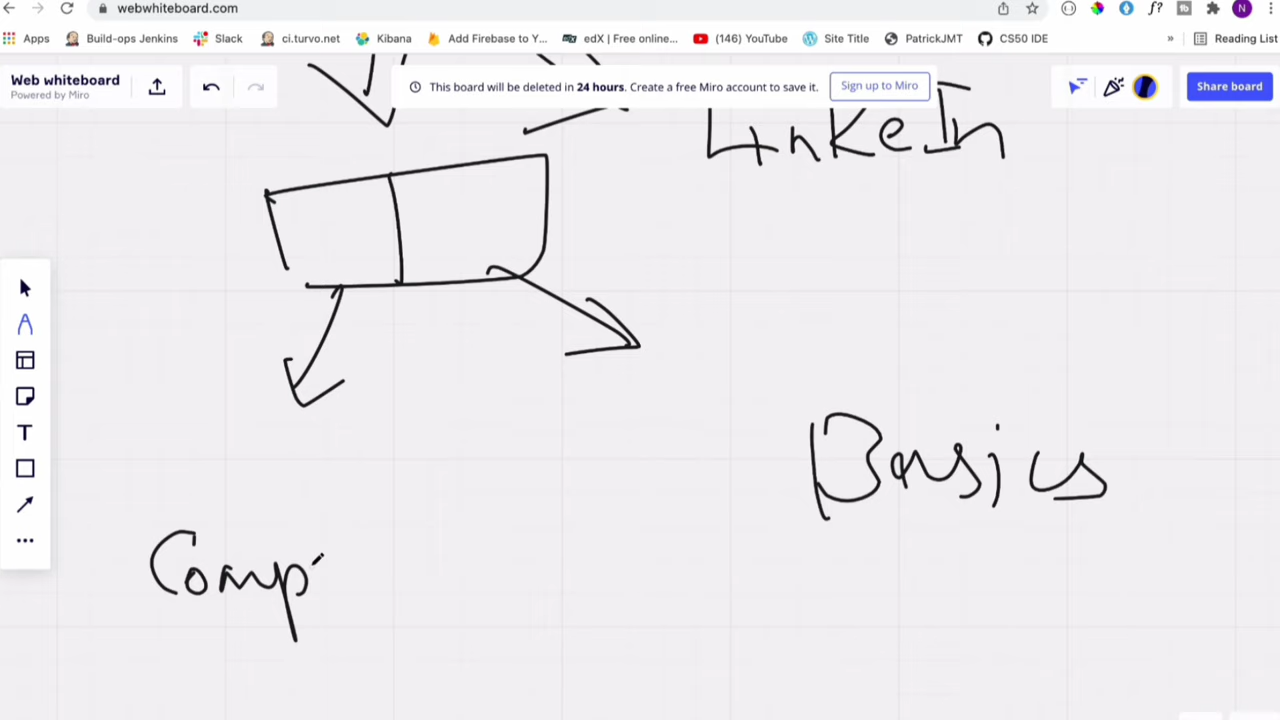 webwhiteboard.com
N
Apps Build-ops Jenkins Slack ci.turvo.net Kibana Add Firebase to Y... edX | Free online... (146) YouTube Site Title PatrickJMT CS50 IDE » Reading List
Web whiteboard
Powered by Miro
This board will be deleted in 24 hours. Create a free Miro account to save it. Sign up to Miro
Share board
LinkeIn
Basics
Comp